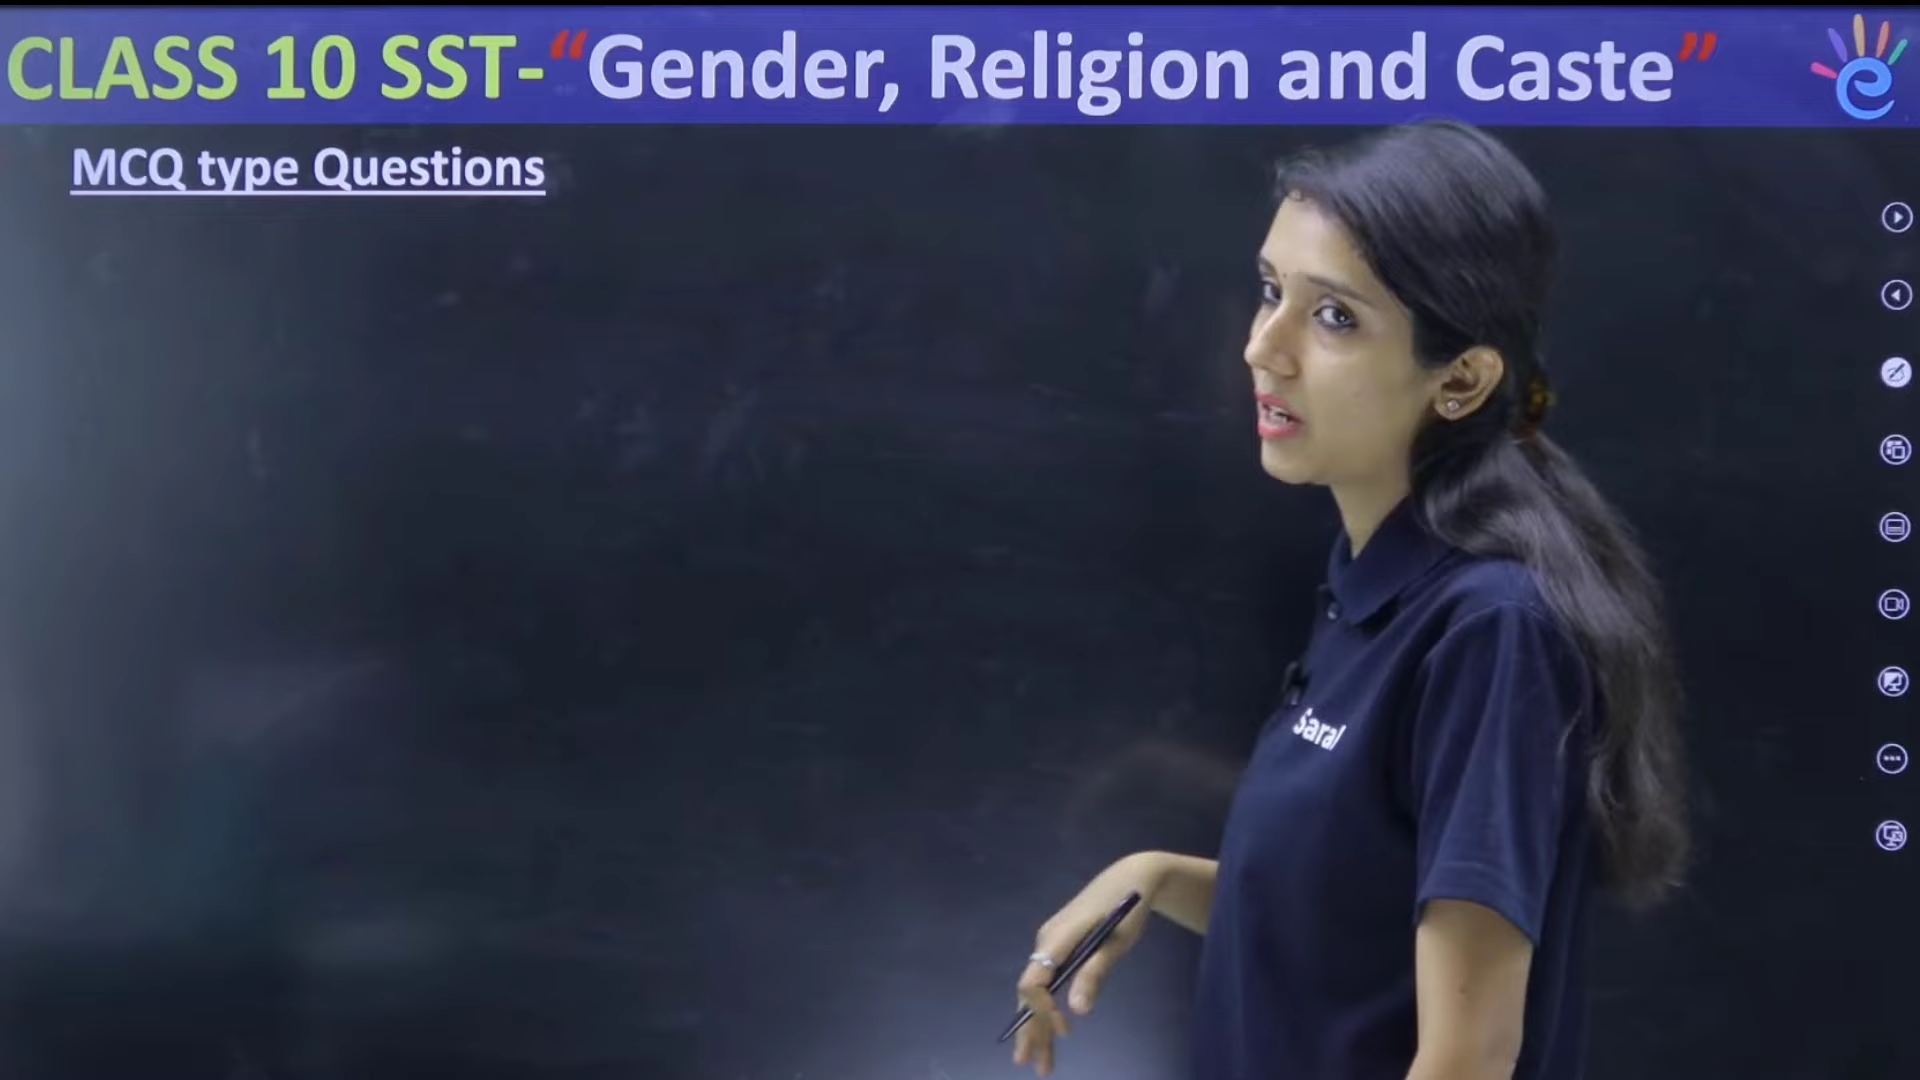 CLASS 10 SST-“Gender, Religion and Caste”
MCQ type Questions
Saral